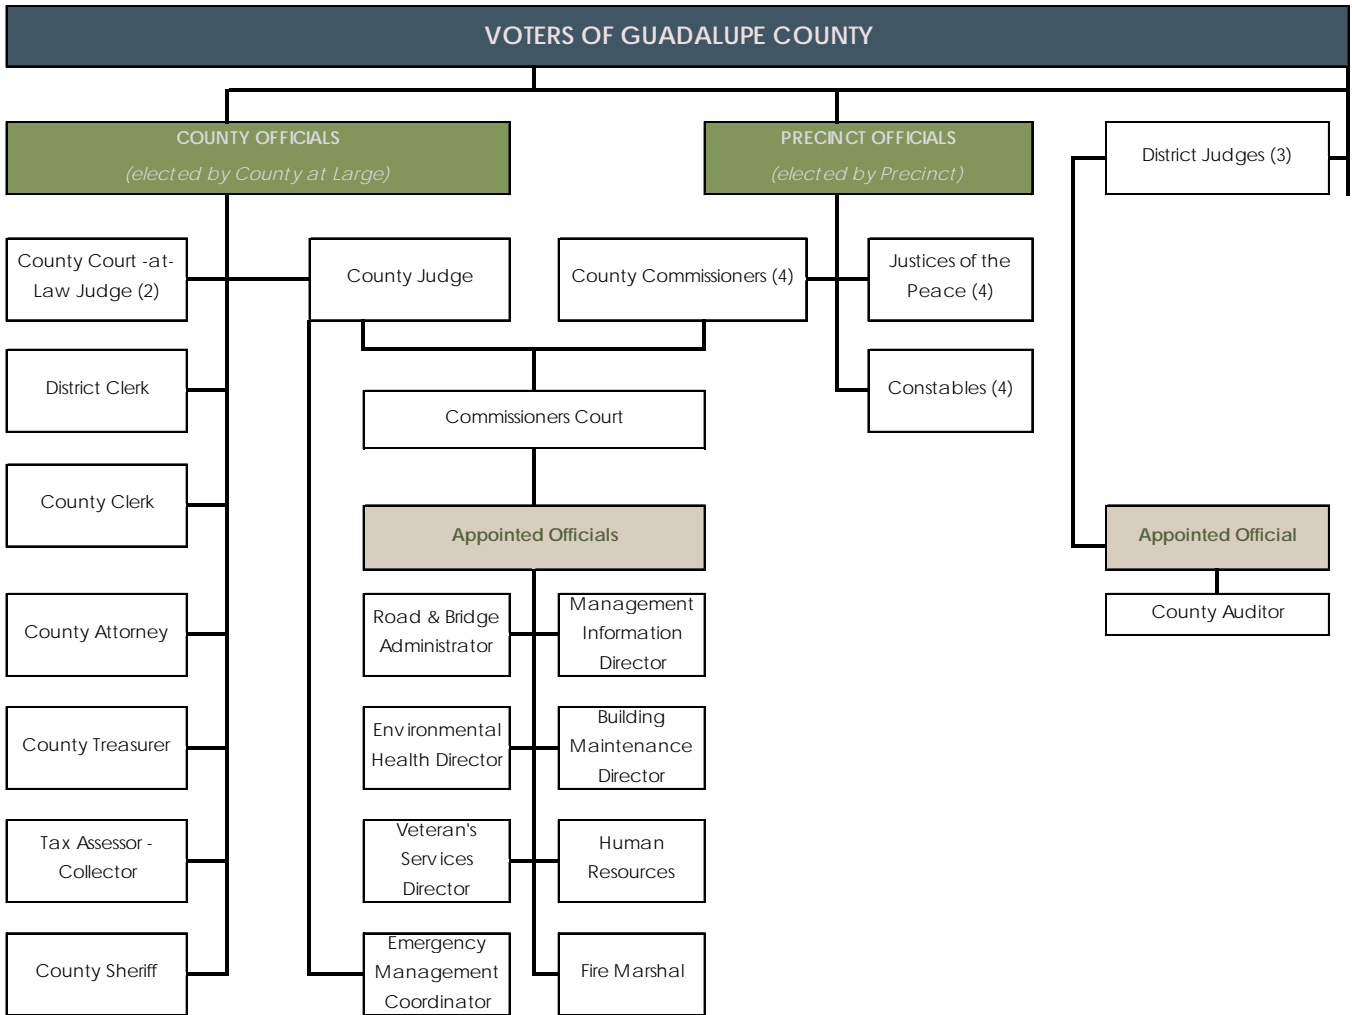 VOTERS OF GUADALUPE COUNTY
COUNTY OFFICIALS
(elected by County at Large)
PRECINCT OFFICIALS
(elected by Precinct)
District Judges (3)
County Court -at-
Law Judge (2)
County Judge
County Commissioners (4)
Justices of the
Peace (4)
District Clerk
Commissioners Court
Constables (4)
County Clerk
Appointed Officials
Appointed Official
County Attorney
Road & Bridge
Administrator
Management
Information
Director
County Auditor
County Treasurer
Environmental
Health Director
Building
Maintenance
Director
Tax Assessor -
Collector
Veteran's
Services
Director
Human
Resources
County Sheriff
Emergency
Management
Coordinator
Fire Marshal